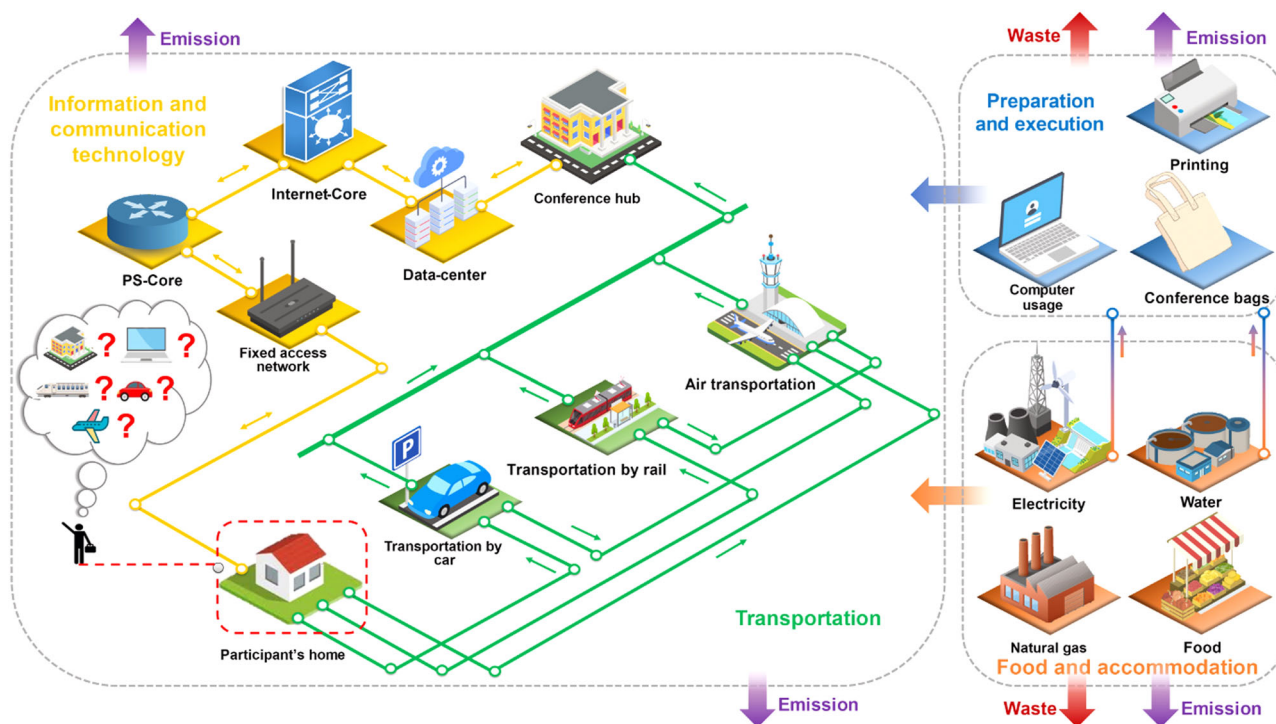 Emission
Waste
Emission
Information and
communication
technology
Internet-Core
Conference hub
PS-Core
Data-center
Fixed access
network
? ?
? ?
?
Air transportation
P
Transportation by rail
Transportation by
car
Participant's home
Transportation
Emission
Preparation
and execution
Printing
Computer
usage
Conference bags
Electricity
Water
Natural gas
Food
Food and accommodation
Waste
Emission